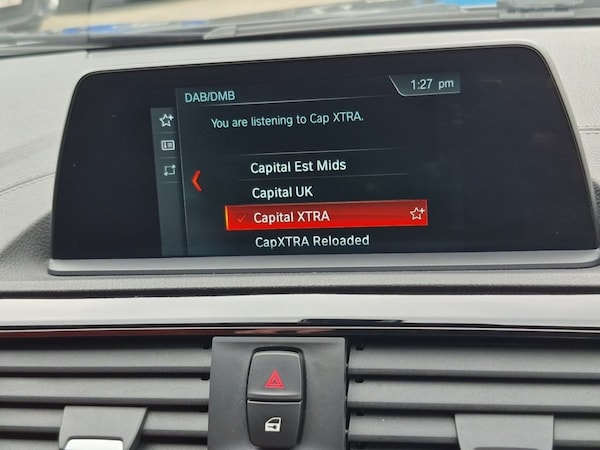 DAB/DMB
1:27 pm
You are listening to Cap XTRA.
Capital Est Mids
Capital UK
Capital XTRA
CapXTRA Reloaded